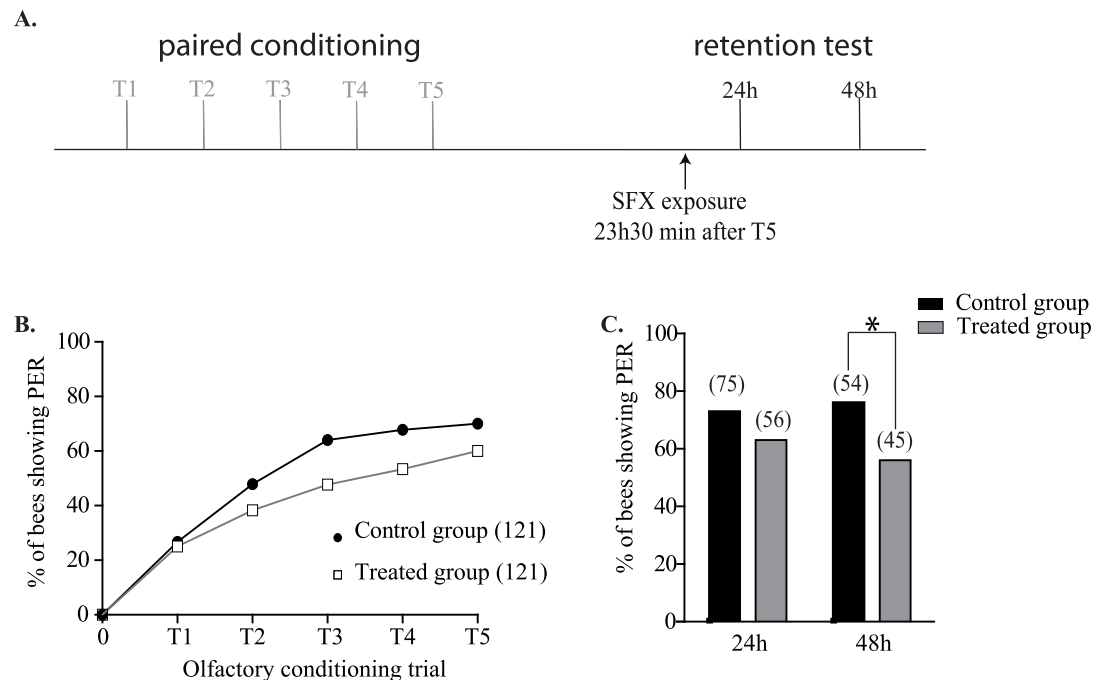 A.
paired conditioning
retention test
T1 T2 T3 T4 T5
24h 48h
SFX exposure
23h30 min after T5
B.
% of bees showing PER
100
80
60
40
20
0
0 T1 T2 T3 T4 T5
Olfactory conditioning trial
Control group (121)
Treated group (121)
C.
Control group
Treated group
% of bees showing PER
100
80
60
40
20
0
(75)
(56)
(54)
*
(45)
24h 48h